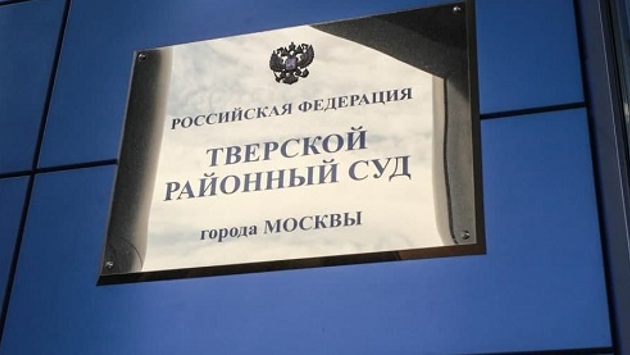 РОССИЙСКАЯ ФЕДЕРАЦИЯ
ТВЕРСКОЙ
РАЙОННЫЙ СУД
города МОСКВЫ